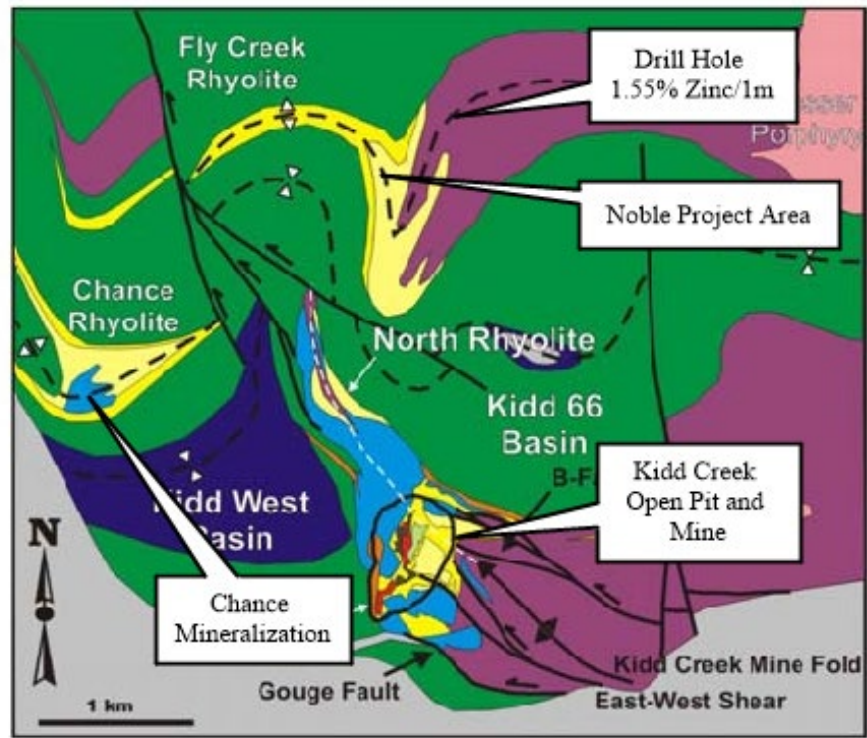 Fly Creek
Rhyolite
Drill Hole
1.55% Zinc/1m
Porphyry
Noble Project Area
Chance
Rhyolite
North Rhyolite
Kidd 66
Basin
Kidd West
Basin
Kidd Creek
Open Pit and
Mine
N
Chance
Mineralization
Gouge Fault
Kidd Creek Mine Fold
East-West Shear
1 km